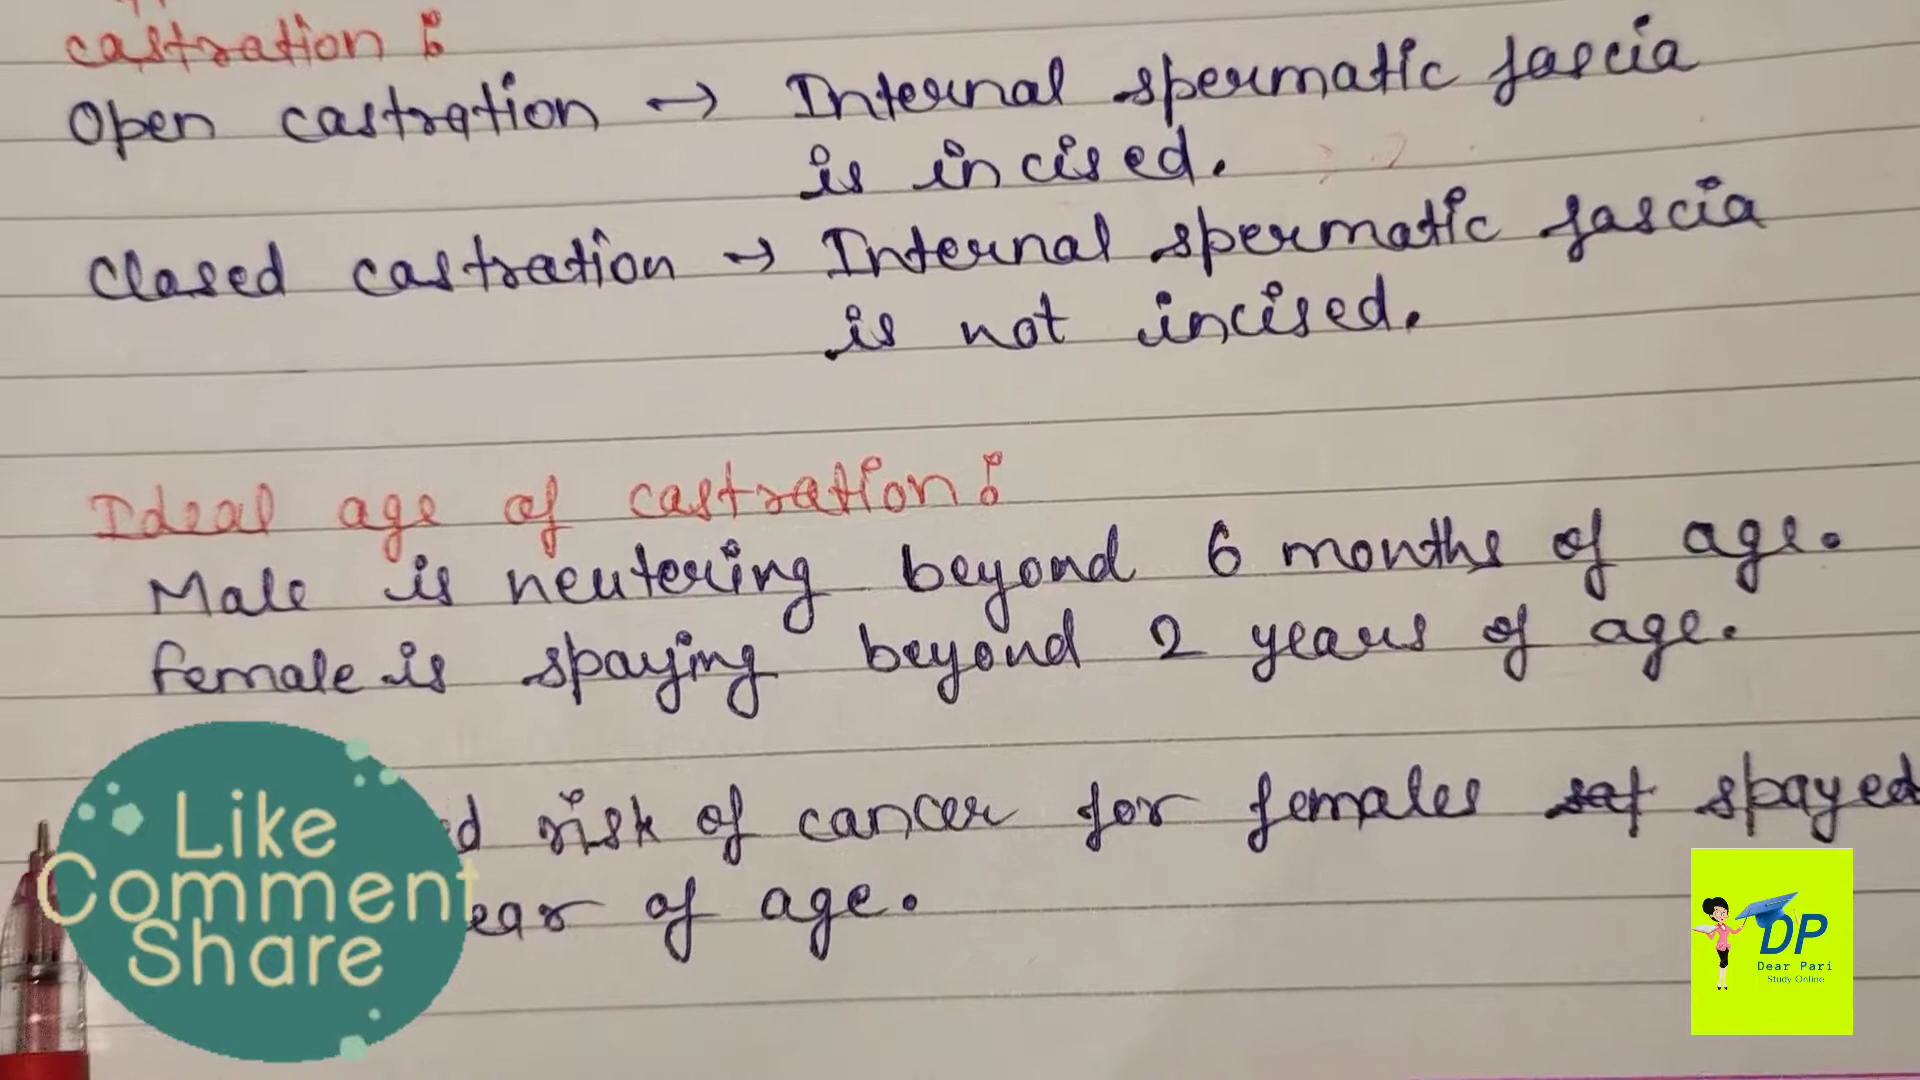 castration :
Open castration → Internal spermatic fascia
is incised.
Closed castration → Internal spermatic fascia
is not incised.
Ideal age of castration :
Male is neutering beyond 6 months of age.
female is spaying beyond 2 years of age.
risk of cancer for females spayed
of age.
Like
Comment
Share
DP
Dear Pari
Study Online